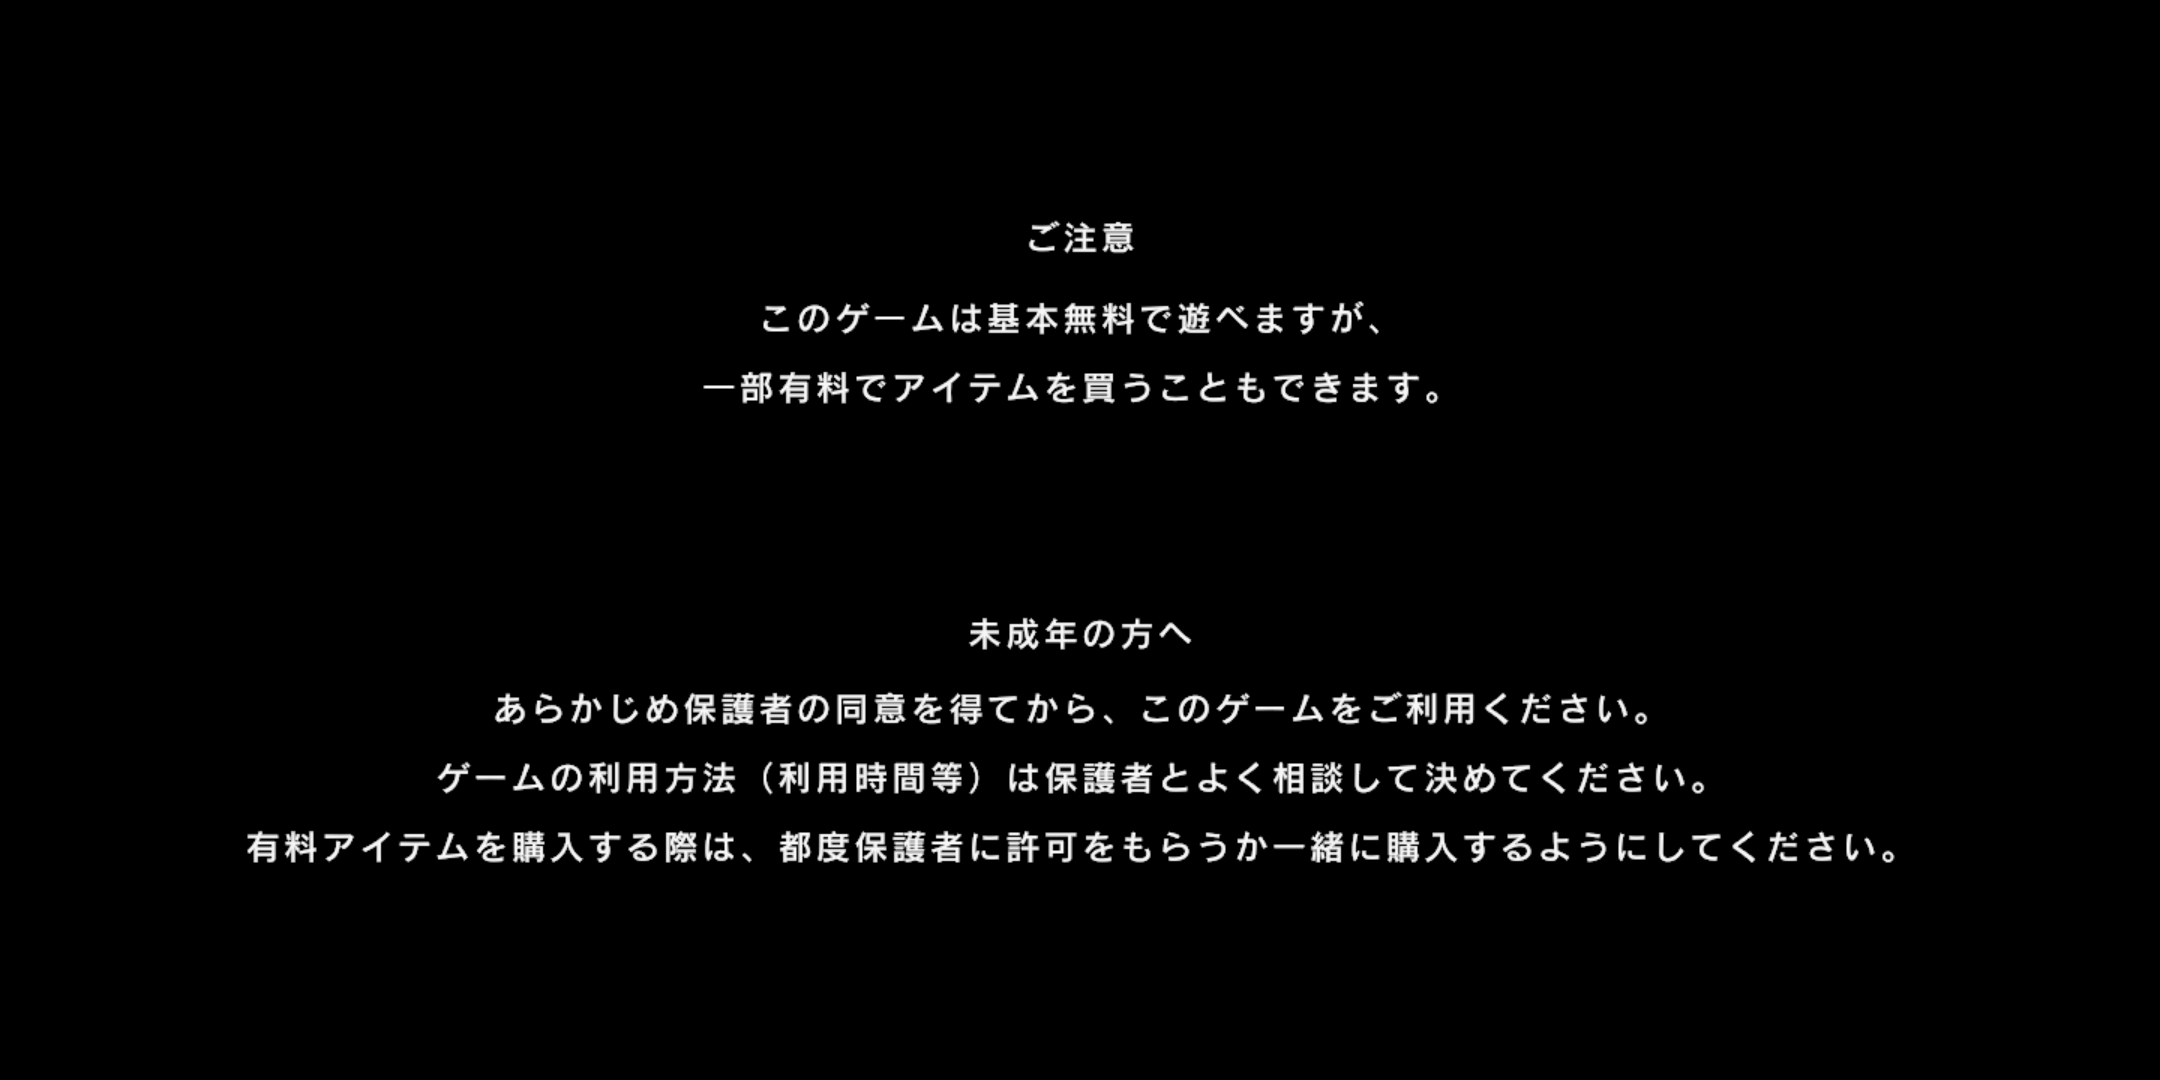 ご注意
このゲームは基本無料で遊べますが、
一部有料でアイテムを買うこともできます。
未成年の方へ
あらかじめ保護者の同意を得てから、このゲームをご利用ください。
ゲームの利用方法（利用時間等）は保護者とよく相談して決めてください。
有料アイテムを購入する際は、都度保護者に許可をもらうか一緒に購入するようにしてください。